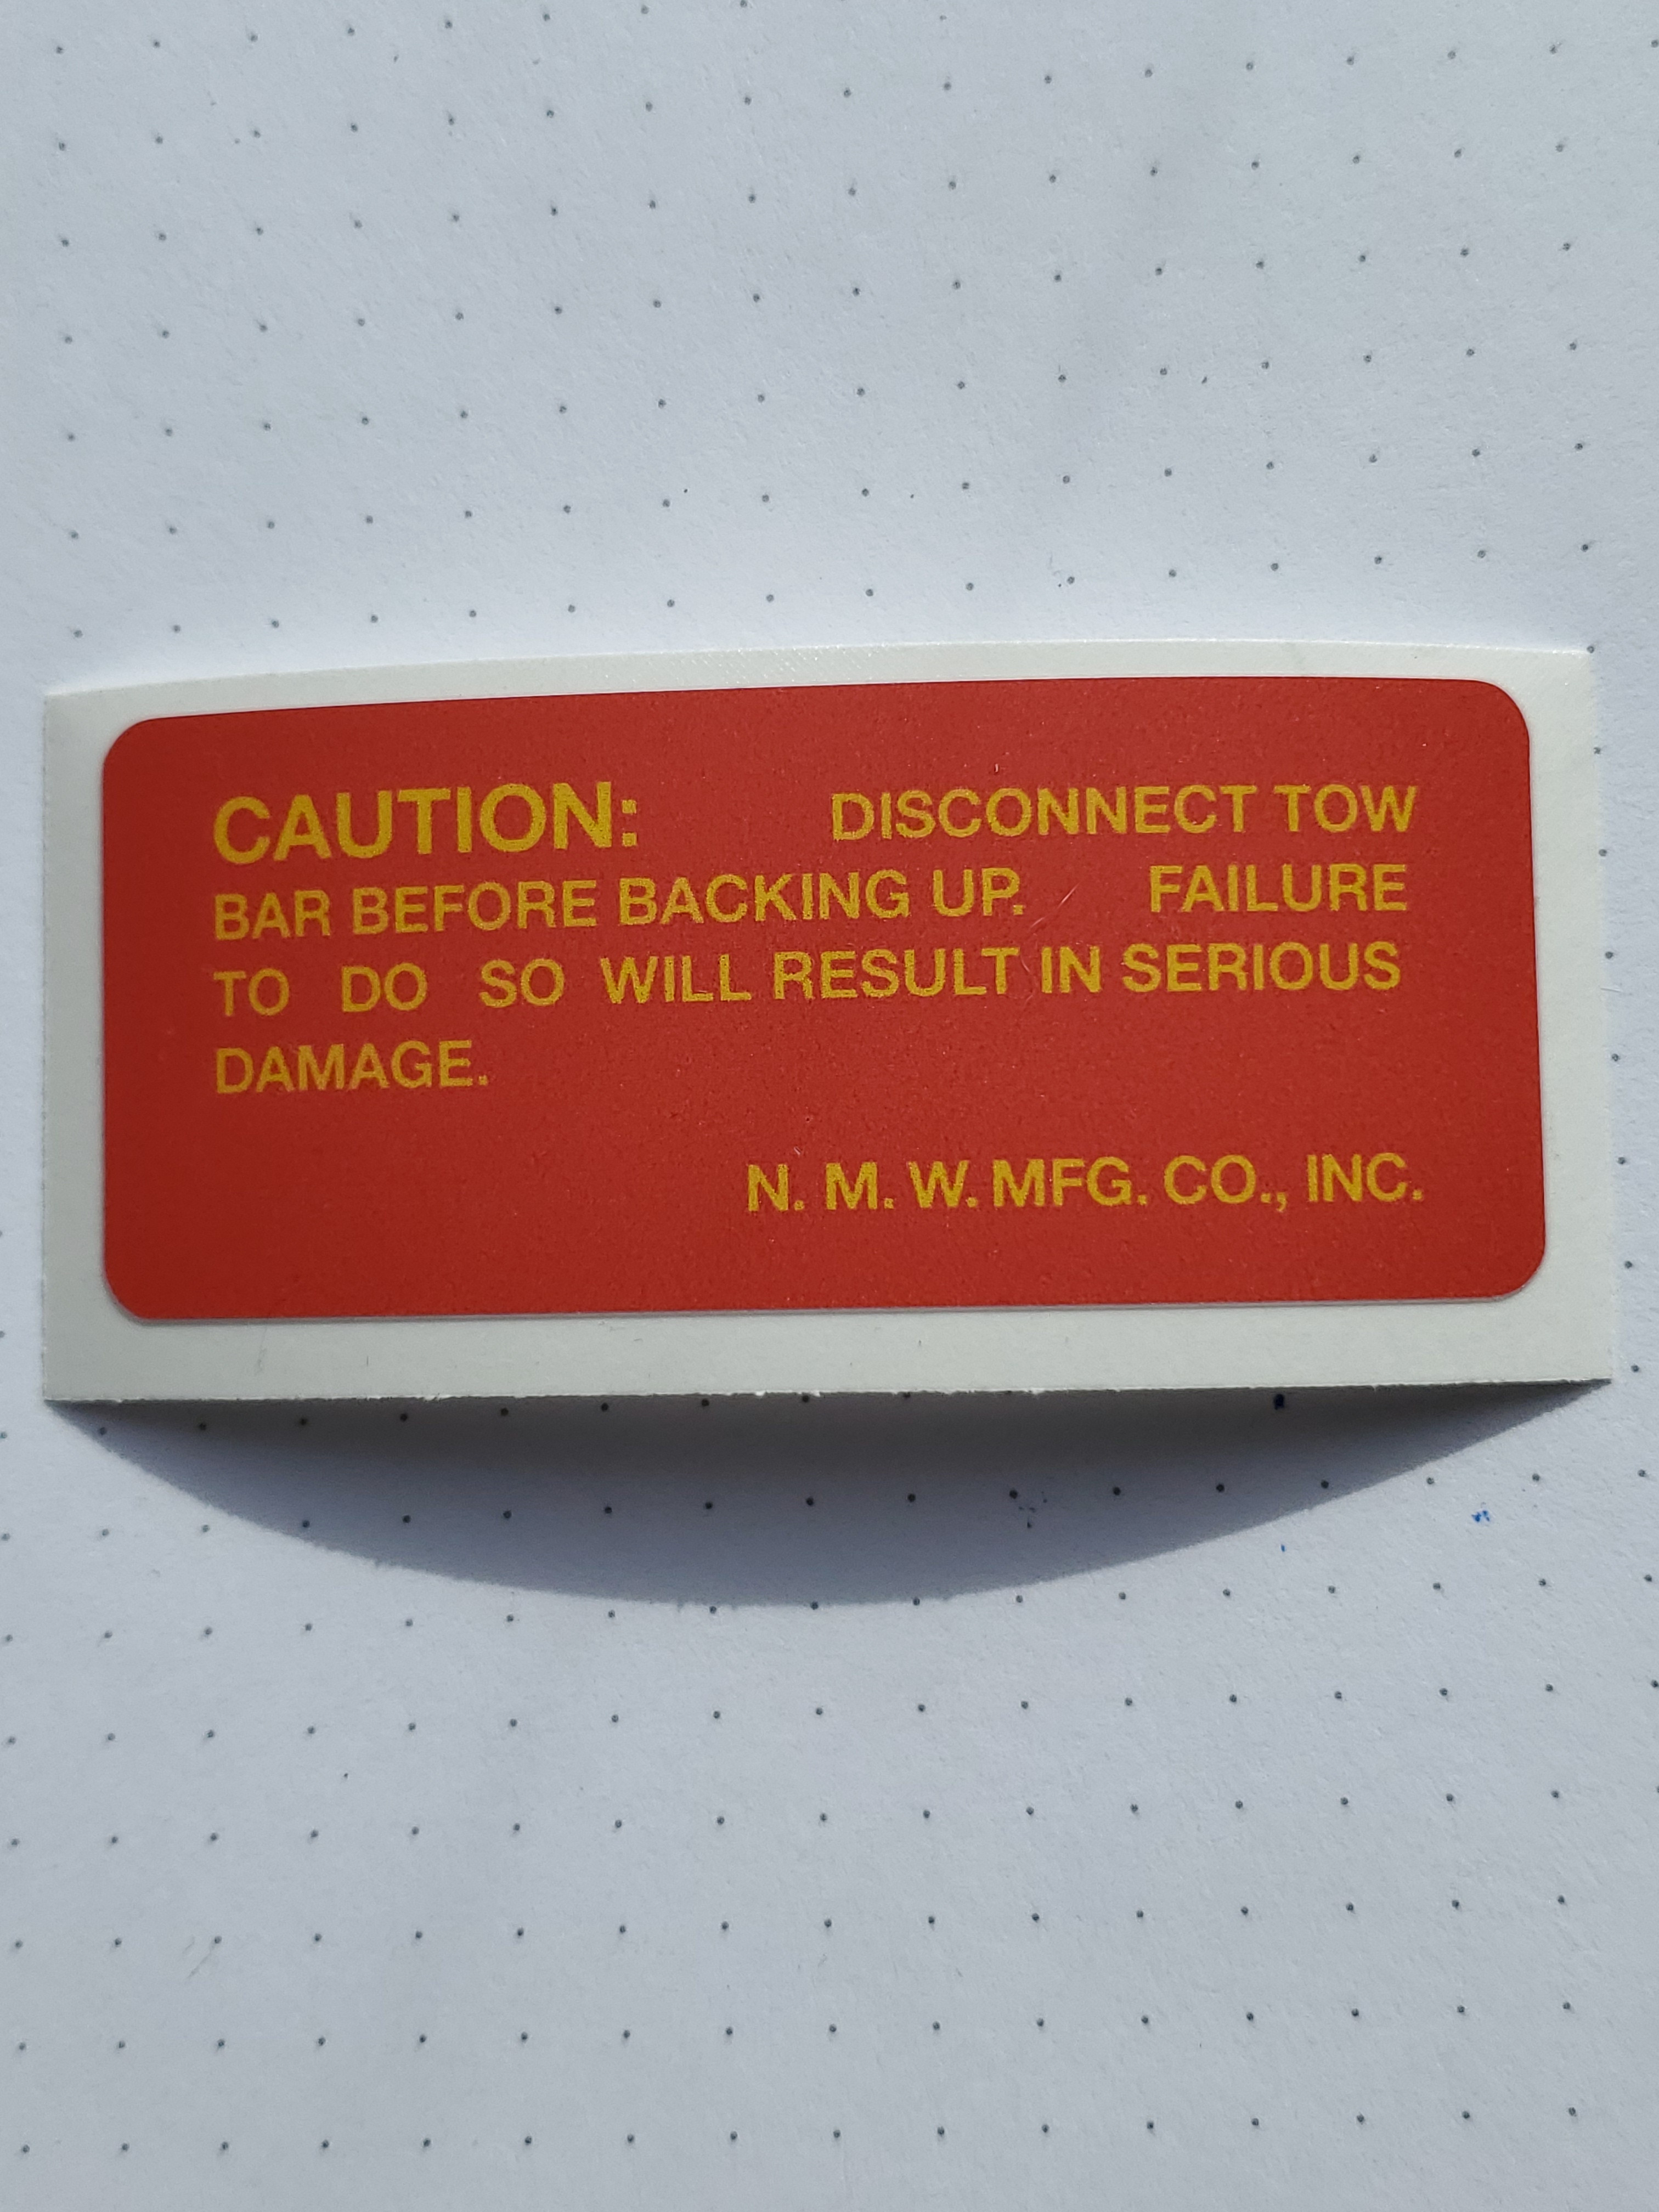 CAUTION: DISCONNECT TOW
BAR BEFORE BACKING UP. FAILURE
TO DO SO WILL RESULT IN SERIOUS
DAMAGE.
N. M. W. MFG. CO., INC.